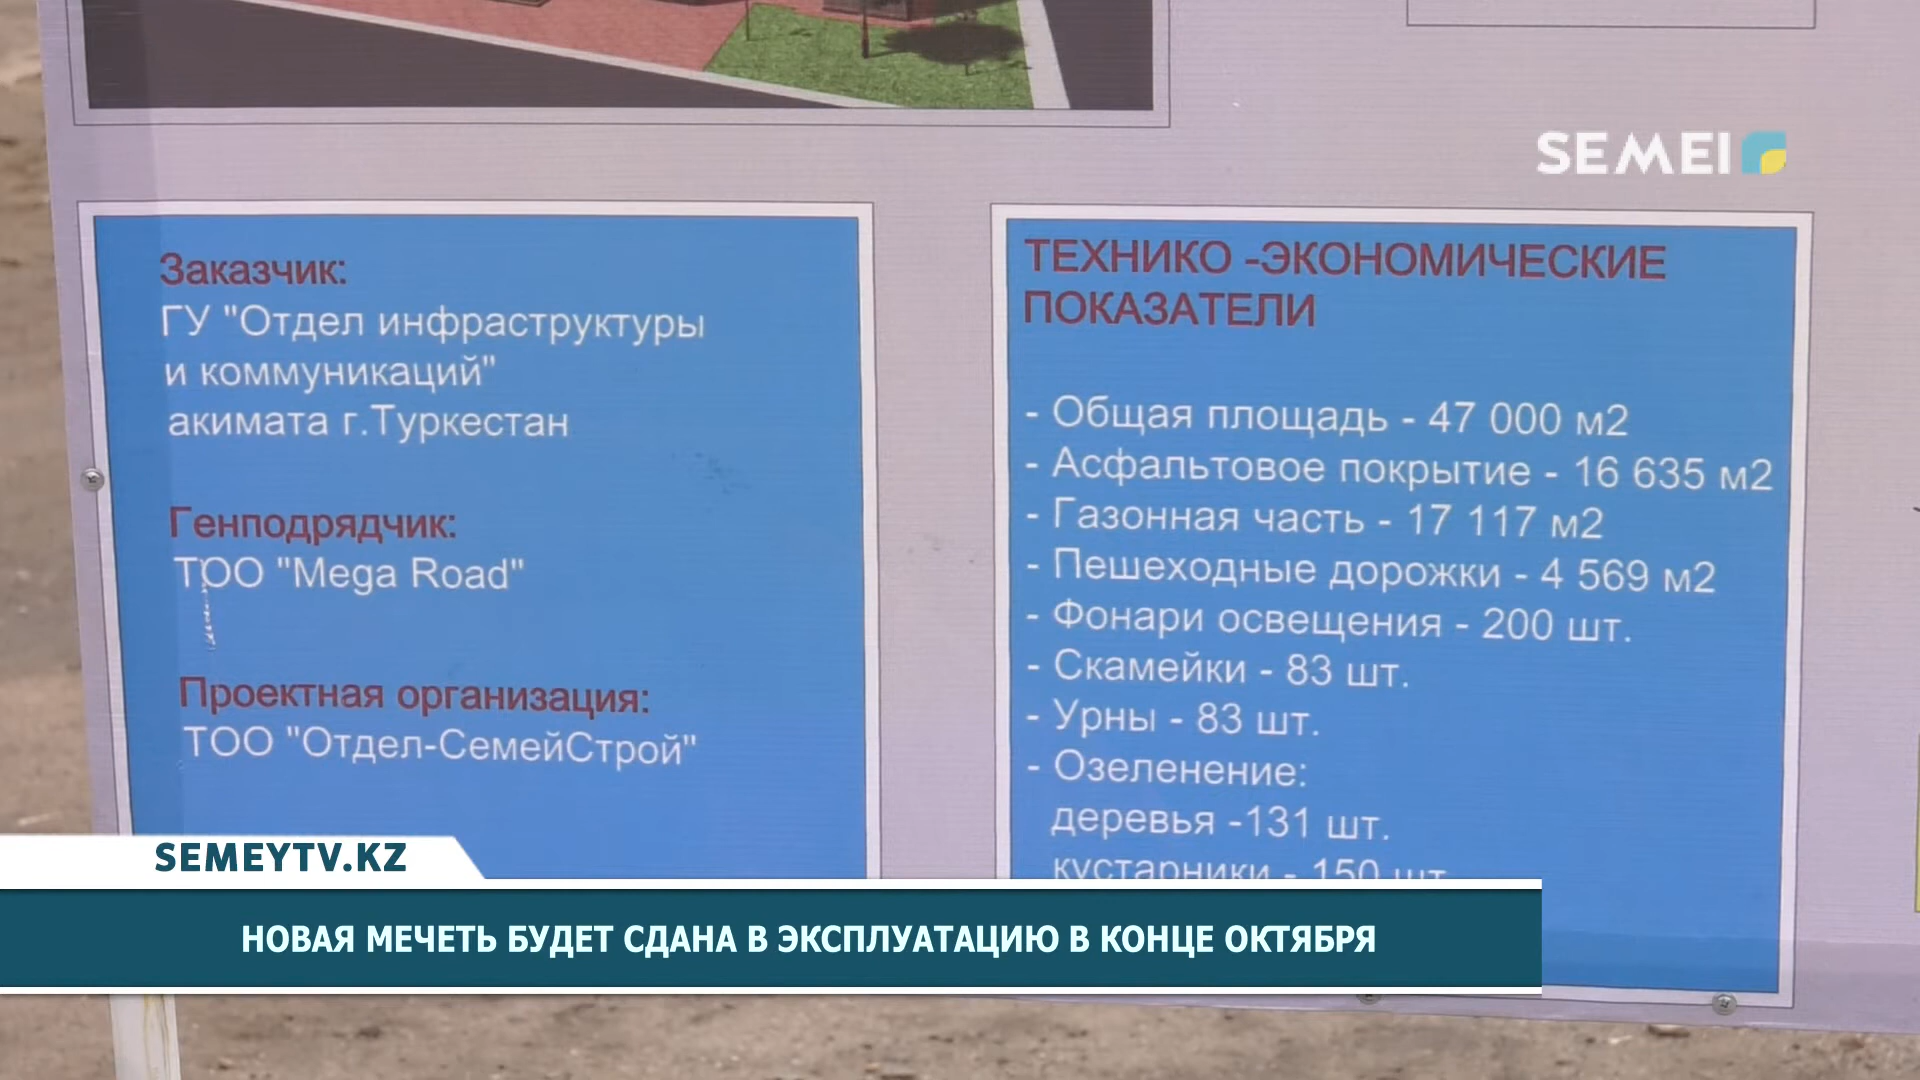 SEMEI
Заказчик:
ГУ "Отдел инфраструктуры
и коммуникаций"
акимата г.Туркестан
Генподрядчик:
ТОО "Mega Road"
Проектная организация:
ТОО "Отдел-СемейСтрой"
ТЕХНИКО -ЭКОНОМИЧЕСКИЕ
ПОКАЗАТЕЛИ
- Общая площадь - 47 000 м2
- Асфальтовое покрытие - 16 635 м2
- Газонная часть - 17 117 м2
- Пешеходные дорожки - 4 569 м2
- Фонари освещения - 200 шт.
- Скамейки - 83 шт.
- Урны - 83 шт.
- Озеленение:
деревья -131 шт.
кустарники - 150 шт.
SEMEYTV.KZ
НОВАЯ МЕЧЕТЬ БУДЕТ СДАНА В ЭКСПЛУАТАЦИЮ В КОНЦЕ ОКТЯБРЯ